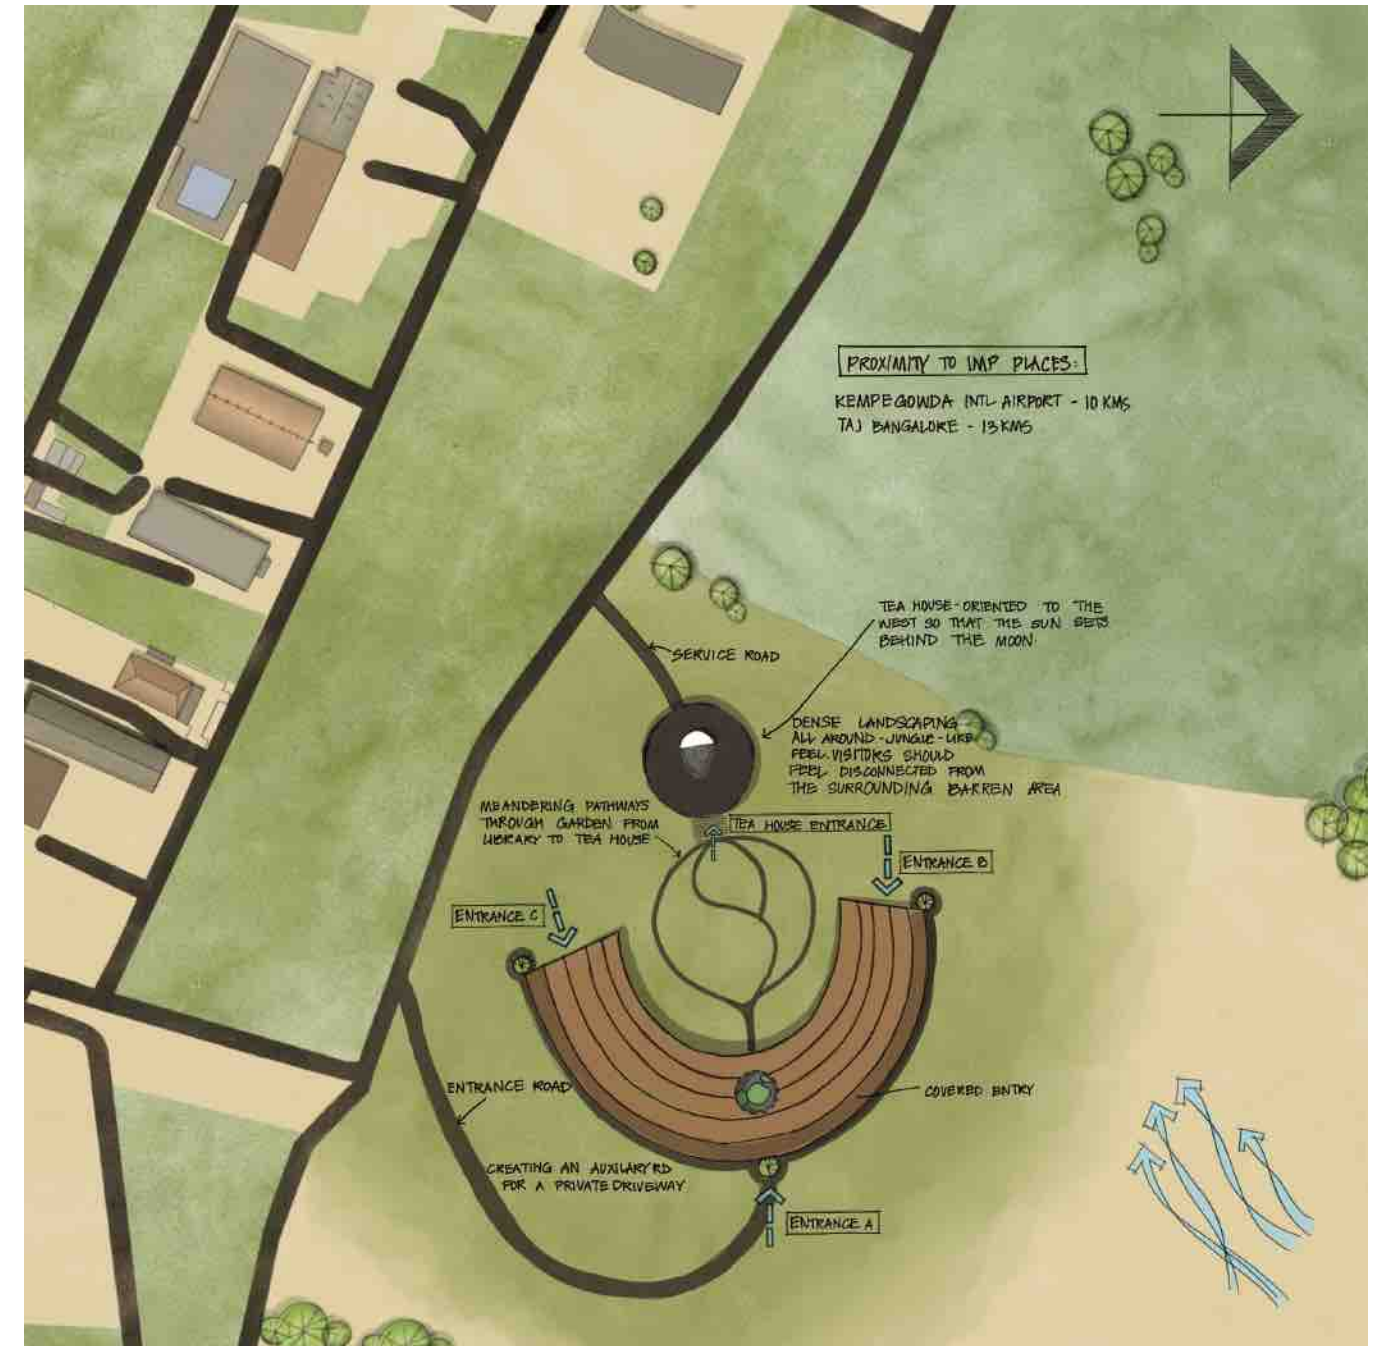 PROXIMITY TO IMP PLACES:
KEMPEGOWDA INTL AIRPORT - 10 KMS
TAJ BANGALORE - 13 KMS
TEA HOUSE - ORIENTED TO THE
WEST SO THAT THE SUN SETS
BEHIND THE MOON
SERVICE ROAD
DENSE LANDSCAPING
ALL AROUND - JUNGLE - LIKE
FEEL. VISITORS SHOULD
FEEL DISCONNECTED FROM
THE SURROUNDING BARREN AREA
MEANDERING PATHWAYS
THROUGH GARDEN FROM
LIBRARY TO TEA HOUSE
TEA HOUSE ENTRANCE
ENTRANCE B
ENTRANCE C
ENTRANCE ROAD
COVERED ENTRY
CREATING AN AUXILARY RD
FOR A PRIVATE DRIVEWAY
ENTRANCE A